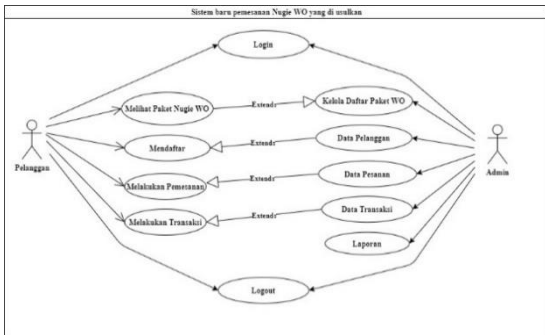 Sistem baru pemesanan Nugie WO yang di usulkan
Login
Melihat Paket Nugie WO
Extends
Kelola Daftar Paket WO
Mendaftar
Extends
Data Pelanggan
Pelanggan
Admin
Melakukan Pemesanan
Extends
Data Pesanan
Melakukan Transaksi
Extends
Data Transaksi
Laporan
Logout